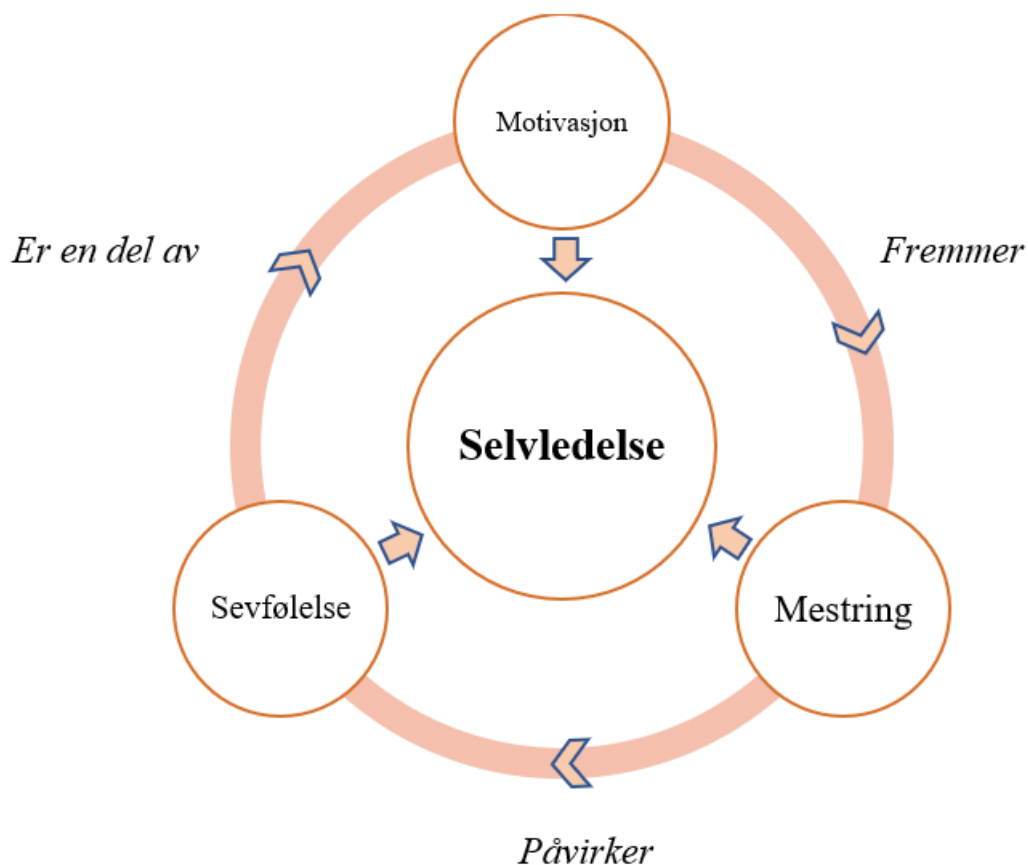 Motivasjon
Er en del av
Fremmer
Selvledelse
Sevfølelse
Mestring
Påvirker